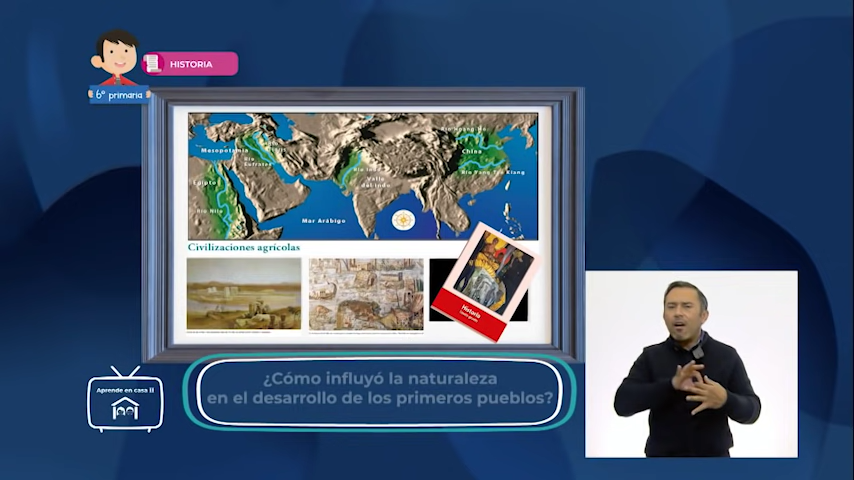 HISTORIA
6° primaria
Río Hoang Ho
Mesopotamia
Río
Éufrates
China
Río Indo
Valle
del Indo
Río Yang Tse Kiang
Egipto
Río Nilo
Mar Arábigo
Civilizaciones agrícolas
Historia
Aprende en casa II
¿Cómo influyó la naturaleza
en el desarrollo de los primeros pueblos?